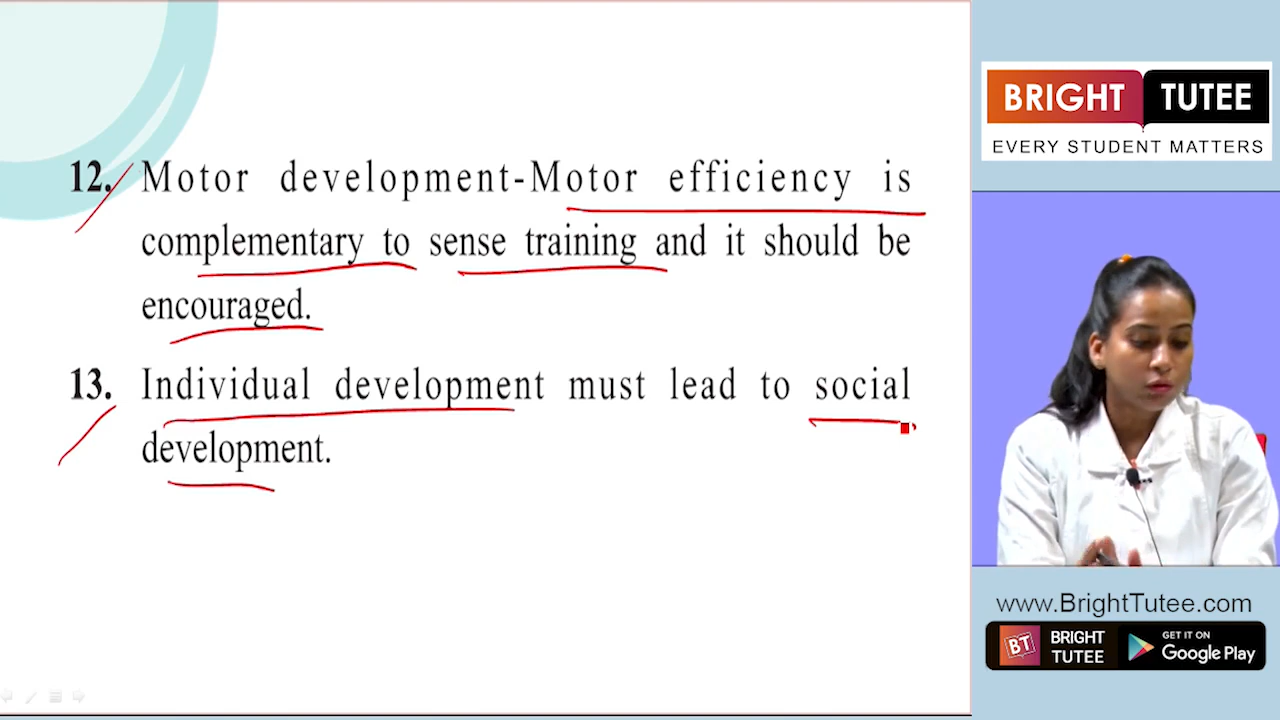 12. Motor development-Motor efficiency is
complementary to sense training and it should be
encouraged.
13. Individual development must lead to social
development.
BRIGHT TUTEE
EVERY STUDENT MATTERS
www.BrightTutee.com
BT
BRIGHT
TUTEE
GET IT ON
Google Play